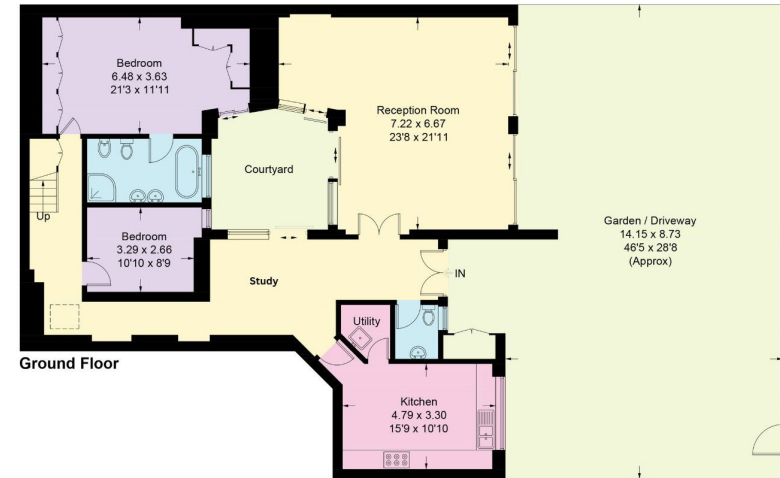 Bedroom
6.48 x 3.63
21'3 x 11'11
Reception Room
7.22 x 6.67
23'8 x 21'11
Courtyard
Up
Bedroom
3.29 x 2.66
10'10 x 8'9
Study
IN
Garden / Driveway
14.15 x 8.73
46'5 x 28'8
(Approx)
Utility
Ground Floor
Kitchen
4.79 x 3.30
15'9 x 10'10